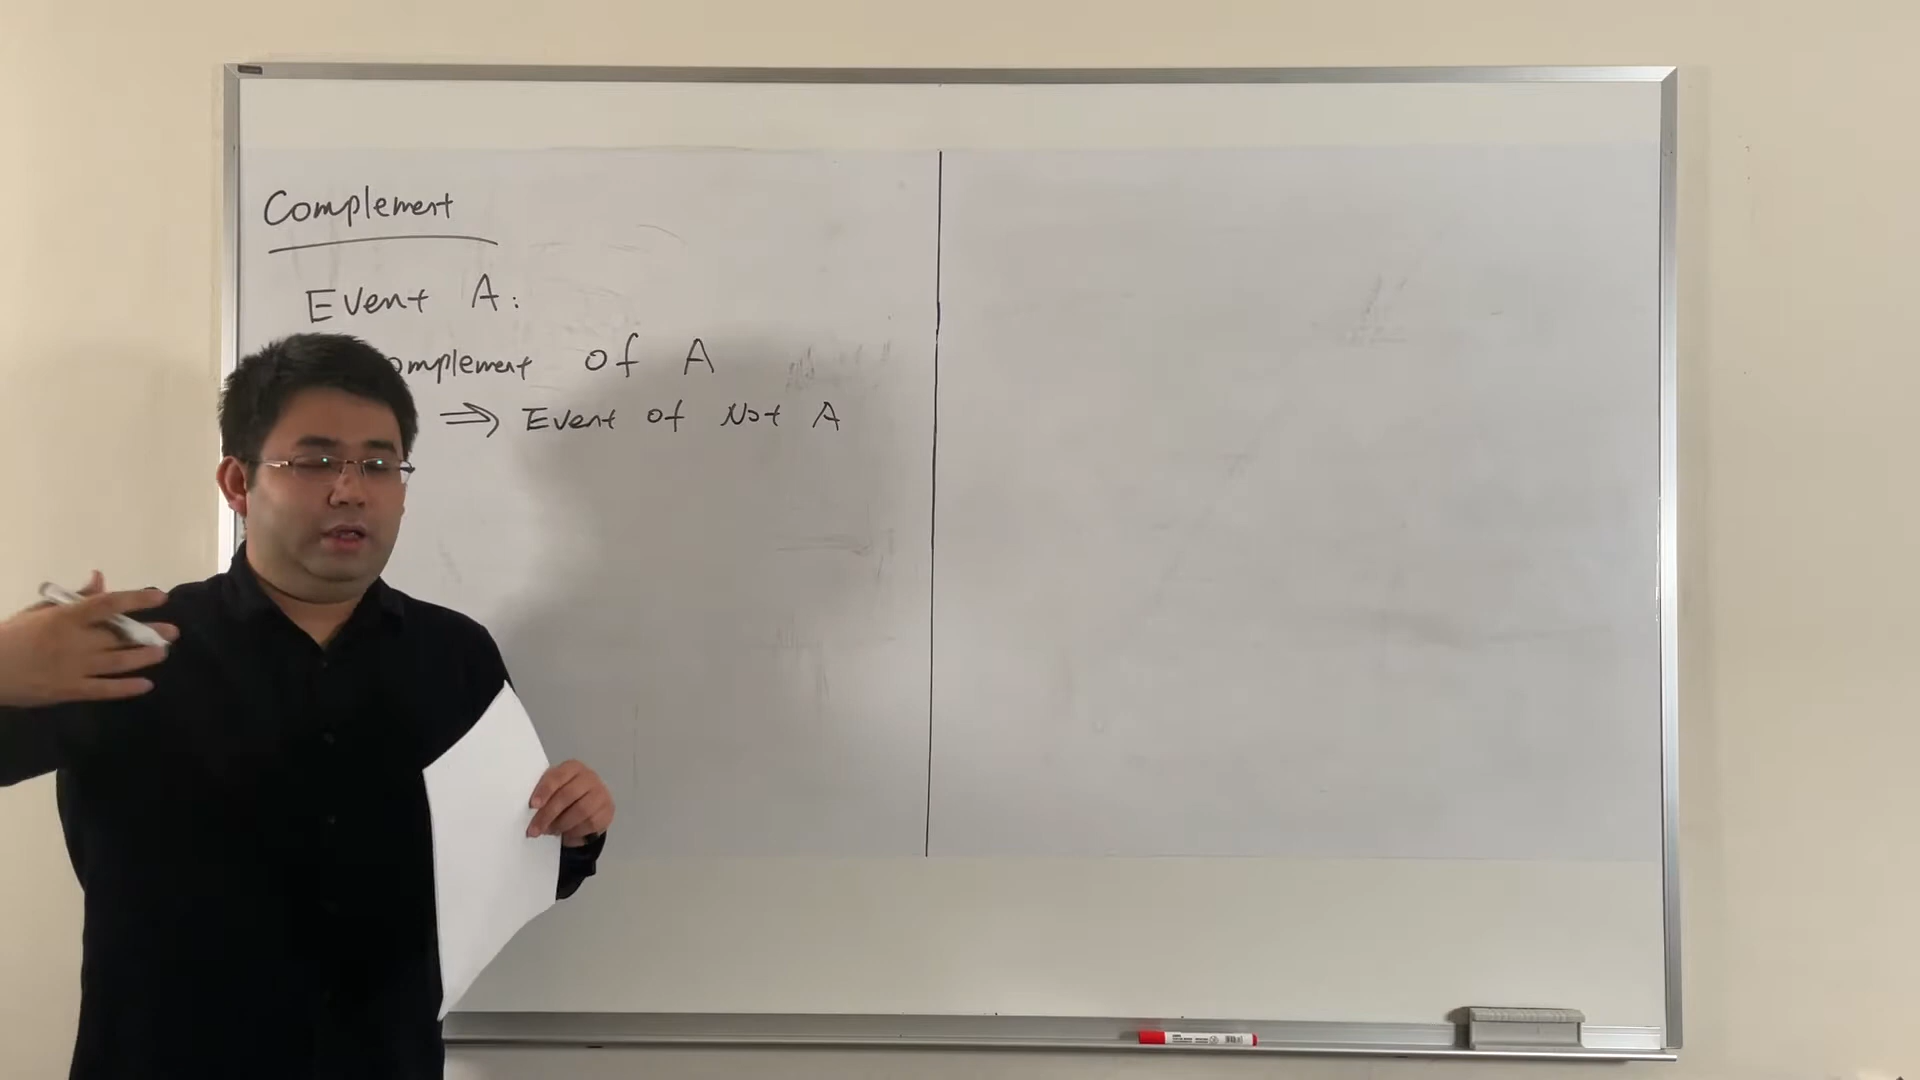 Complement
Event A:
omplement of A
⇒ Event of Not A